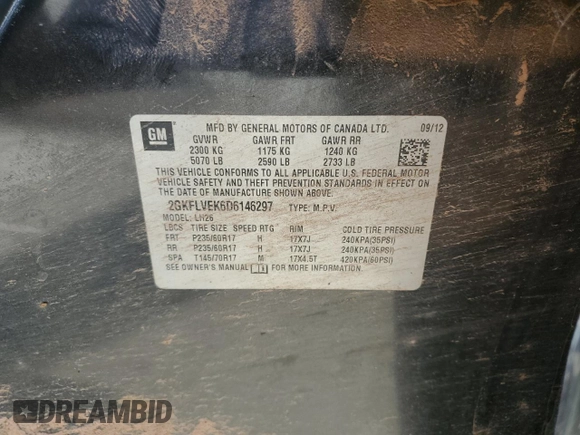 GM
MFD BY GENERAL MOTORS OF CANADA LTD. 09/12
GVWR GAWR FRT GAWR RR
2300 KG 1175 KG 1240 KG
5070 LB 2590 LB 2733 LB
THIS VEHICLE CONFORMS TO ALL APPLICABLE U.S. FEDERAL MOTOR
VEHICLE SAFETY AND THEFT PREVENTION STANDARDS IN EFFECT ON
THE DATE OF MANUFACTURE SHOWN ABOVE.
2GKFLVEK6D6146297 TYPE: M.P.V.
MODEL: LH26
LOCS TIRE SIZE SPEED RTG RIM COLD TIRE PRESSURE
FRT P235/60R17 H 17X7J 240KPA(35PSI)
RR P235/60R17 H 17X7J 240KPA(35PSI)
SPA T145/70R17 M 17X4.5T 420KPA(60PSI)
SEE OWNER'S MANUAL FOR MORE INFORMATION.
DREAMBID